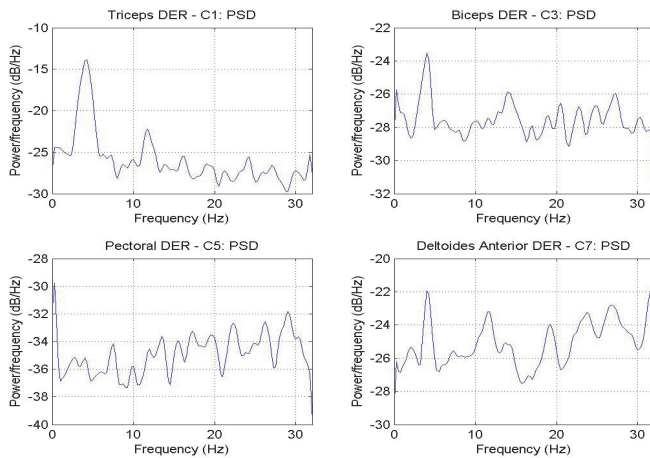 Triceps DER - C1: PSD
Power/frequency (dB/Hz)
-10
-15
-20
-25
-30
0 10 20 30
Frequency (Hz)
Biceps DER - C3: PSD
Power/frequency (dB/Hz)
-22
-24
-26
-28
-30
-32
0 10 20 30
Frequency (Hz)
Pectoral DER - C5: PSD
Power/frequency (dB/Hz)
-28
-30
-32
-34
-36
-38
-40
0 10 20 30
Frequency (Hz)
Deltoides Anterior DER - C7: PSD
Power/frequency (dB/Hz)
-20
-22
-24
-26
-28
-30
0 10 20 30
Frequency (Hz)